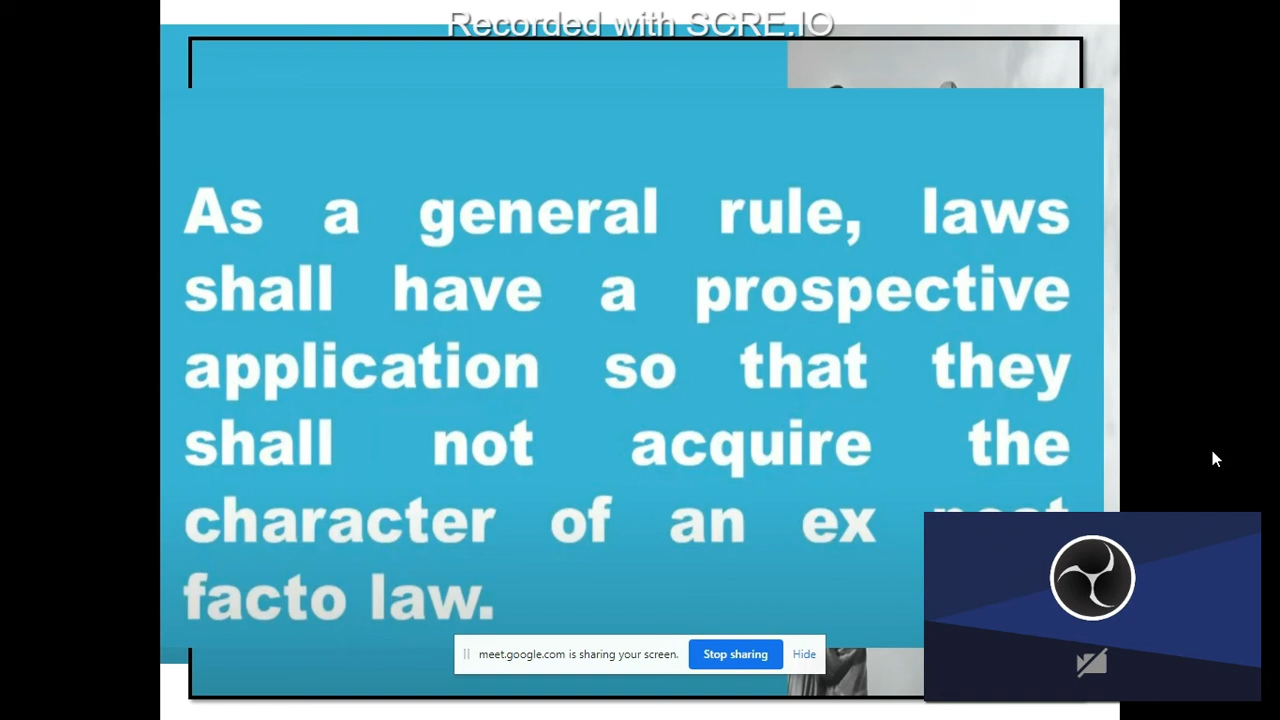 Recorded with SCRE.IO
As a general rule, laws
shall have a prospective
application so that they
shall not acquire the
character of an ex
facto law.
meet.google.com is sharing your screen. Stop sharing Hide